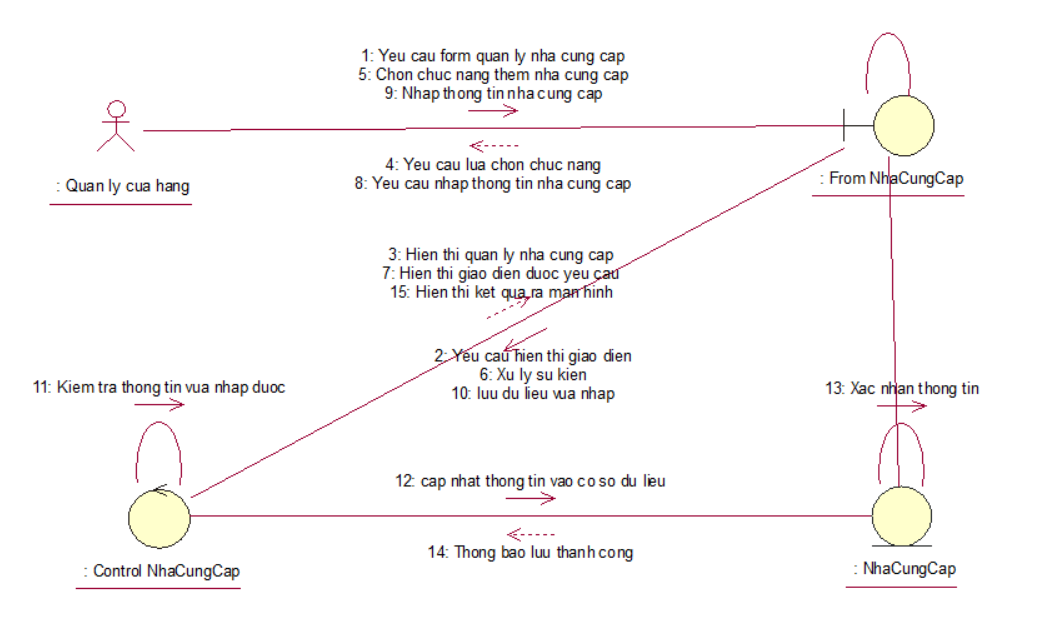 1: Yeu cau form quan ly nha cung cap
5: Chon chuc nang them nha cung cap
9: Nhap thong tin nha cung cap
4: Yeu cau lua chon chuc nang
8: Yeu cau nhap thong tin nha cung cap
: Quan ly cua hang
: From NhaCungCap
3: Hien thi quan ly nha cung cap
7: Hien thi giao dien duoc yeu cau
15: Hien thi ket qua ra man hinh
2: Yeu cau hien thi giao dien
6: Xu ly su kien
10: luu du lieu vua nhap
11: Kiem tra thong tin vua nhap duoc
13: Xac nhan thong tin
12: cap nhat thong tin vao co so du lieu
14: Thong bao luu thanh cong
: Control NhaCungCap
: NhaCungCap